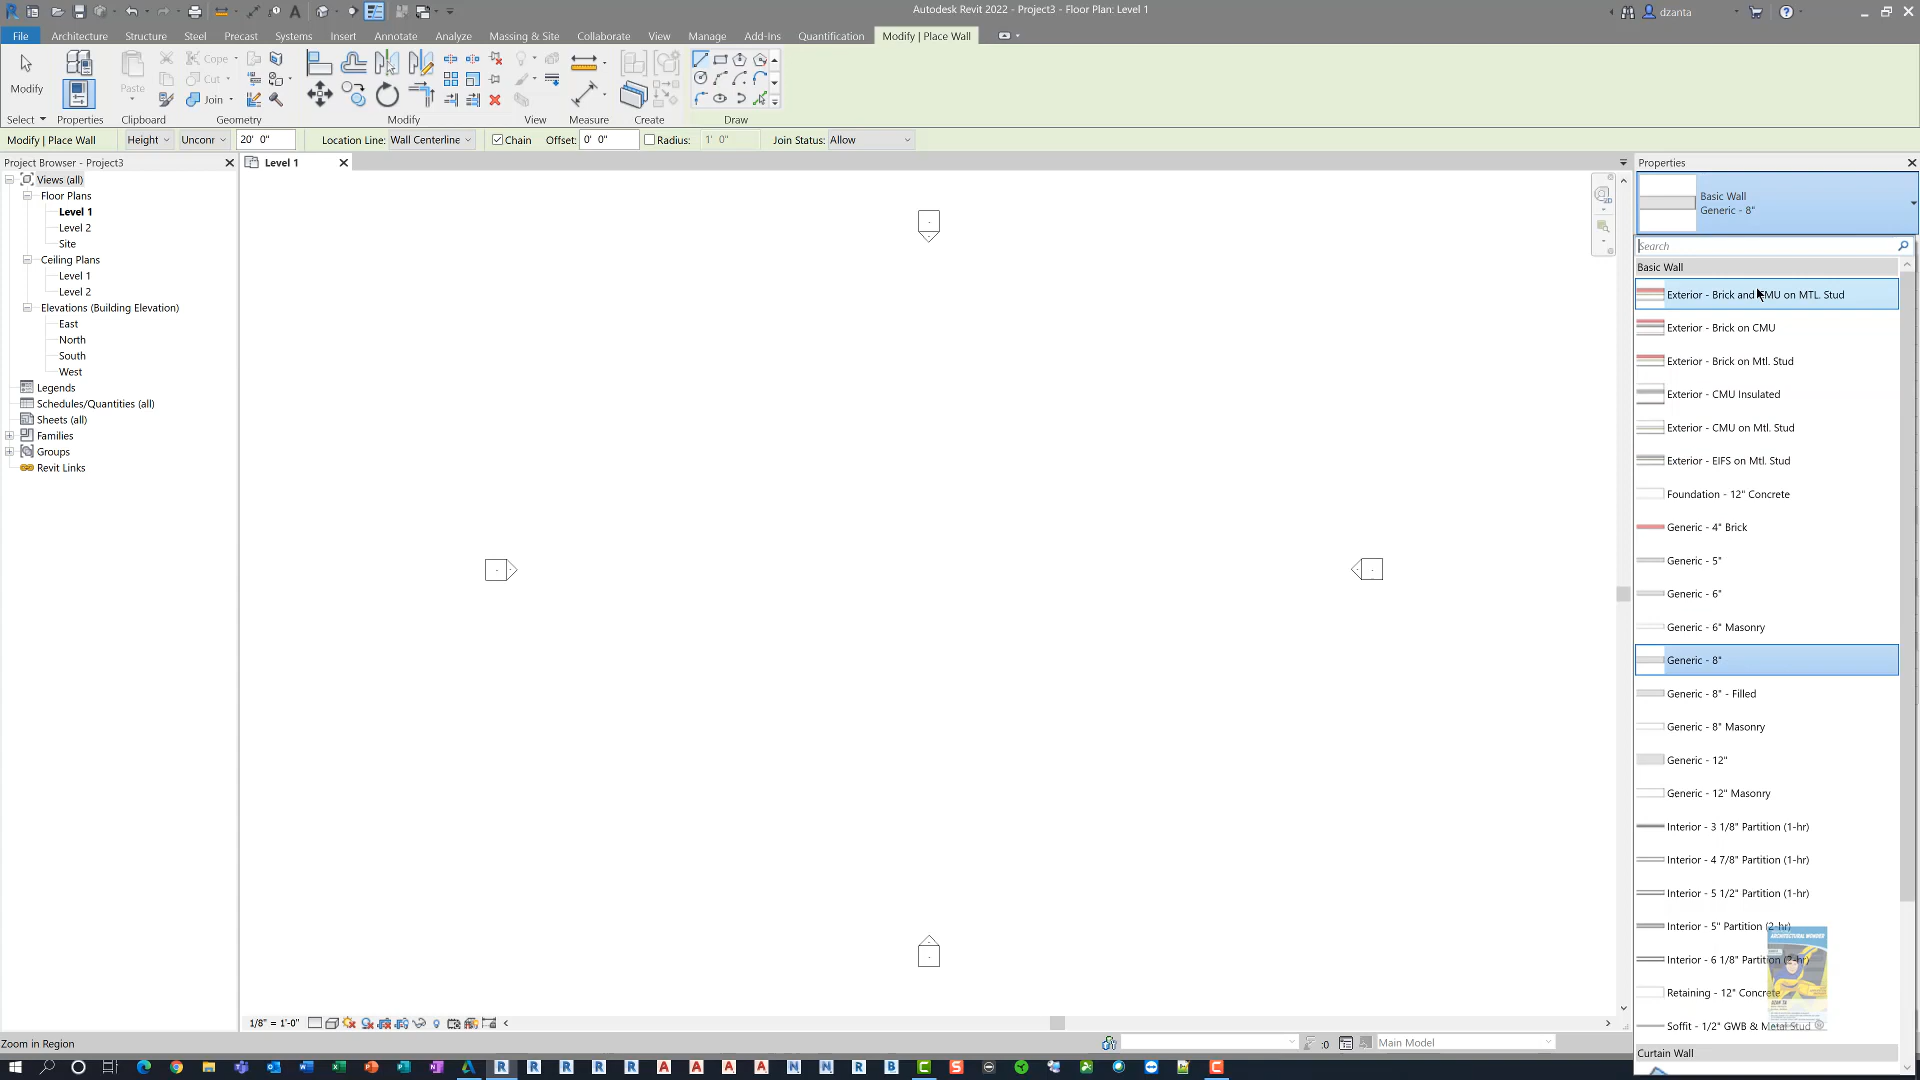 Autodesk Revit 2022 - Project3 - Floor Plan: Level 1
dzanta
File Architecture Structure Steel Precast Systems Insert Annotate Analyze Massing & Site Collaborate View Manage Add-Ins Quantification Modify | Place Wall
Modify
Paste
Cope
Cut
Join
Select Properties Clipboard Geometry Modify View Measure Create Draw
Modify | Place Wall Height Unconr 20' 0" Location Line: Wall Centerline Chain Offset: 0' 0" Radius: 1' 0" Join Status: Allow
Project Browser - Project3
Views (all)
Floor Plans
Level 1
Level 2
Site
Ceiling Plans
Level 1
Level 2
Elevations (Building Elevation)
East
North
South
West
Legends
Schedules/Quantities (all)
Sheets (all)
Families
Groups
Revit Links
Level 1
Properties
Basic Wall
Generic - 8"
Search
Basic Wall
Exterior - Brick and CMU on MTL. Stud
Exterior - Brick on CMU
Exterior - Brick on Mtl. Stud
Exterior - CMU Insulated
Exterior - CMU on Mtl. Stud
Exterior - EIFS on Mtl. Stud
Foundation - 12" Concrete
Generic - 4" Brick
Generic - 5"
Generic - 6"
Generic - 6" Masonry
Generic - 8"
Generic - 8" - Filled
Generic - 8" Masonry
Generic - 12"
Generic - 12" Masonry
Interior - 3 1/8" Partition (1-hr)
Interior - 4 7/8" Partition (1-hr)
Interior - 5 1/2" Partition (1-hr)
Interior - 5" Partition (2-hr)
ARCHITECTURAL WONDER
Interior - 6 1/8" Partition (2-hr)
Retaining - 12" Concrete
Soffit - 1/2" GWB & Metal Stud
Curtain Wall
1/8" = 1'-0"
Zoom in Region
:0
Main Model